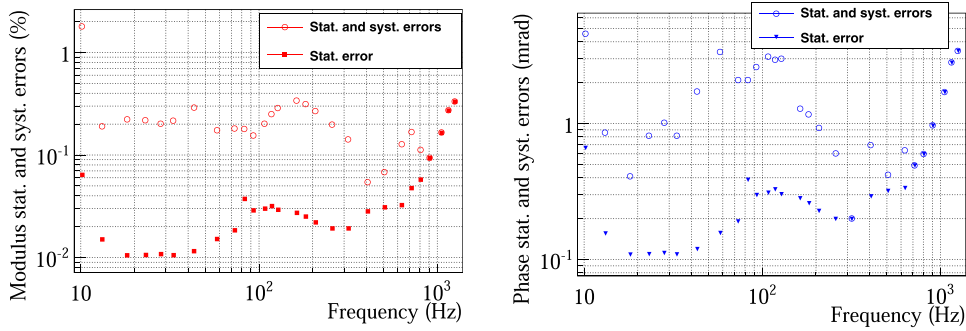 Modulus stat. and syst. errors (%)
Stat. and syst. errors
Stat. error
1
10⁻¹
10⁻²
10
10²
10³
Frequency (Hz)
Phase stat. and syst. errors (mrad)
Stat. and syst. errors
Stat. error
1
10⁻¹
10
10²
10³
Frequency (Hz)